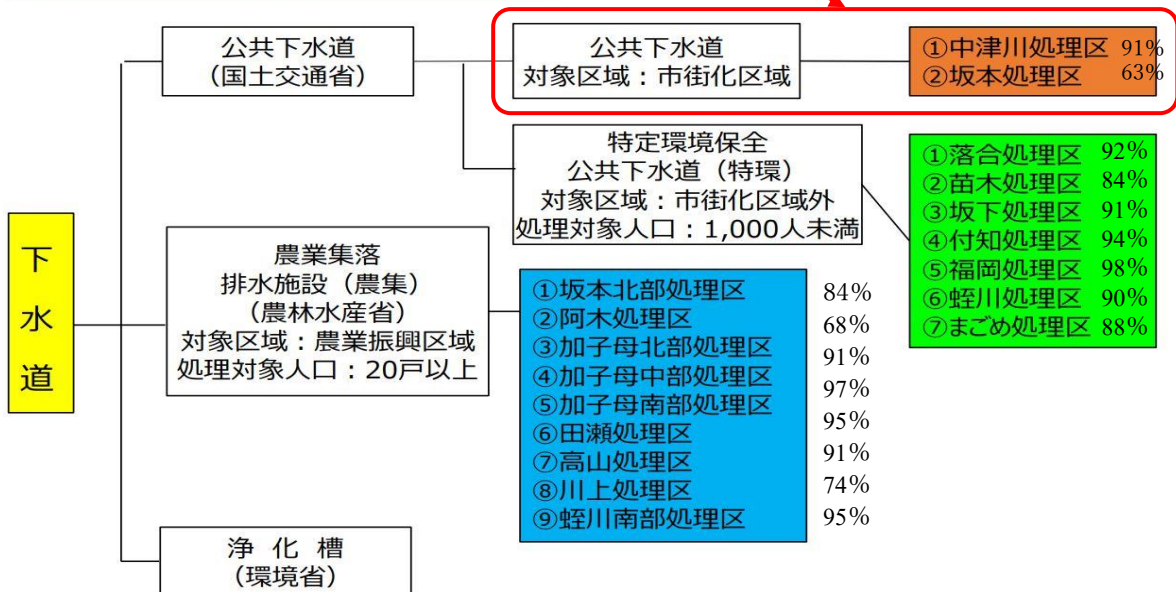 下水道
公共下水道
(国土交通省)
公共下水道
対象区域：市街化区域
①中津川処理区 91%
②坂本処理区 63%
特定環境保全
公共下水道（特環）
対象区域：市街化区域外
処理対象人口：1,000人未満
①落合処理区 92%
②苗木処理区 84%
③坂下処理区 91%
④付知処理区 94%
⑤福岡処理区 98%
⑥蛭川処理区 90%
⑦まごめ処理区 88%
農業集落
排水施設（農集）
(農林水産省)
対象区域：農業振興区域
処理対象人口：20戸以上
①坂本北部処理区 84%
②阿木処理区 68%
③加子母北部処理区 91%
④加子母中部処理区 97%
⑤加子母南部処理区 95%
⑥田瀬処理区 91%
⑦高山処理区 74%
⑧川上処理区 95%
⑨蛭川南部処理区
浄 化 槽
(環境省)